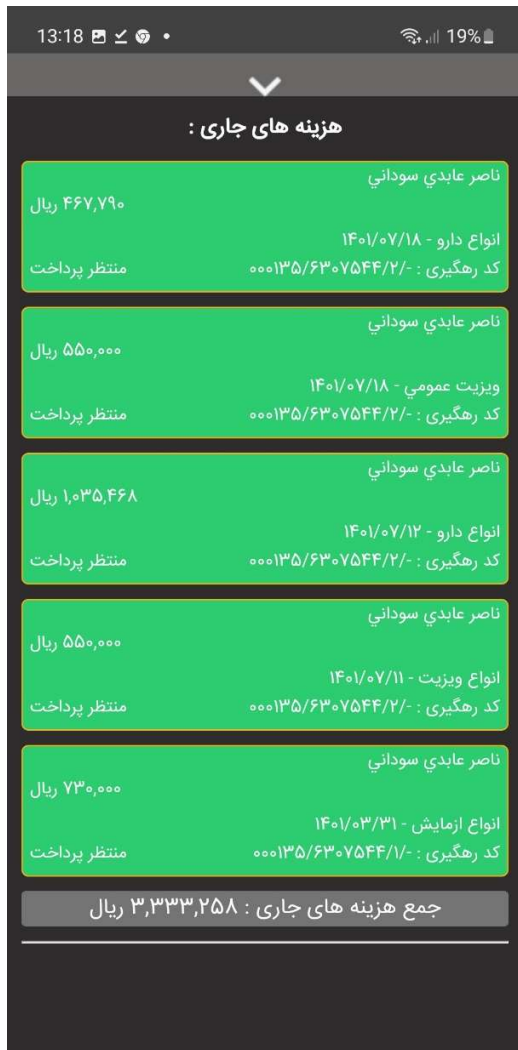 13:18
19%
هزینه های جاری :
ناصر عابدي سوداني
۴۶۷,۷۹۰ ریال
انواع دارو - ۱۴۰۱/۰۷/۱۸
کد رهگیری : -/۰۰۰۱۳۵/۶۳۰۷۵۴۴/۲ منتظر پرداخت
ناصر عابدي سوداني
۵۵۰,۰۰۰ ریال
ویزیت عمومي - ۱۴۰۱/۰۷/۱۸
کد رهگیری : -/۰۰۰۱۳۵/۶۳۰۷۵۴۴/۲ منتظر پرداخت
ناصر عابدي سوداني
۱,۰۳۵,۴۶۸ ریال
انواع دارو - ۱۴۰۱/۰۷/۱۲
کد رهگیری : -/۰۰۰۱۳۵/۶۳۰۷۵۴۴/۲ منتظر پرداخت
ناصر عابدي سوداني
۵۵۰,۰۰۰ ریال
انواع ویزیت - ۱۴۰۱/۰۷/۱۱
کد رهگیری : -/۰۰۰۱۳۵/۶۳۰۷۵۴۴/۲ منتظر پرداخت
ناصر عابدي سوداني
۷۳۰,۰۰۰ ریال
انواع ازمایش - ۱۴۰۱/۰۳/۳۱
کد رهگیری : -/۰۰۰۱۳۵/۶۳۰۷۵۴۴/۱ منتظر پرداخت
جمع هزینه های جاری : ۳,۳۳۳,۲۵۸ ریال